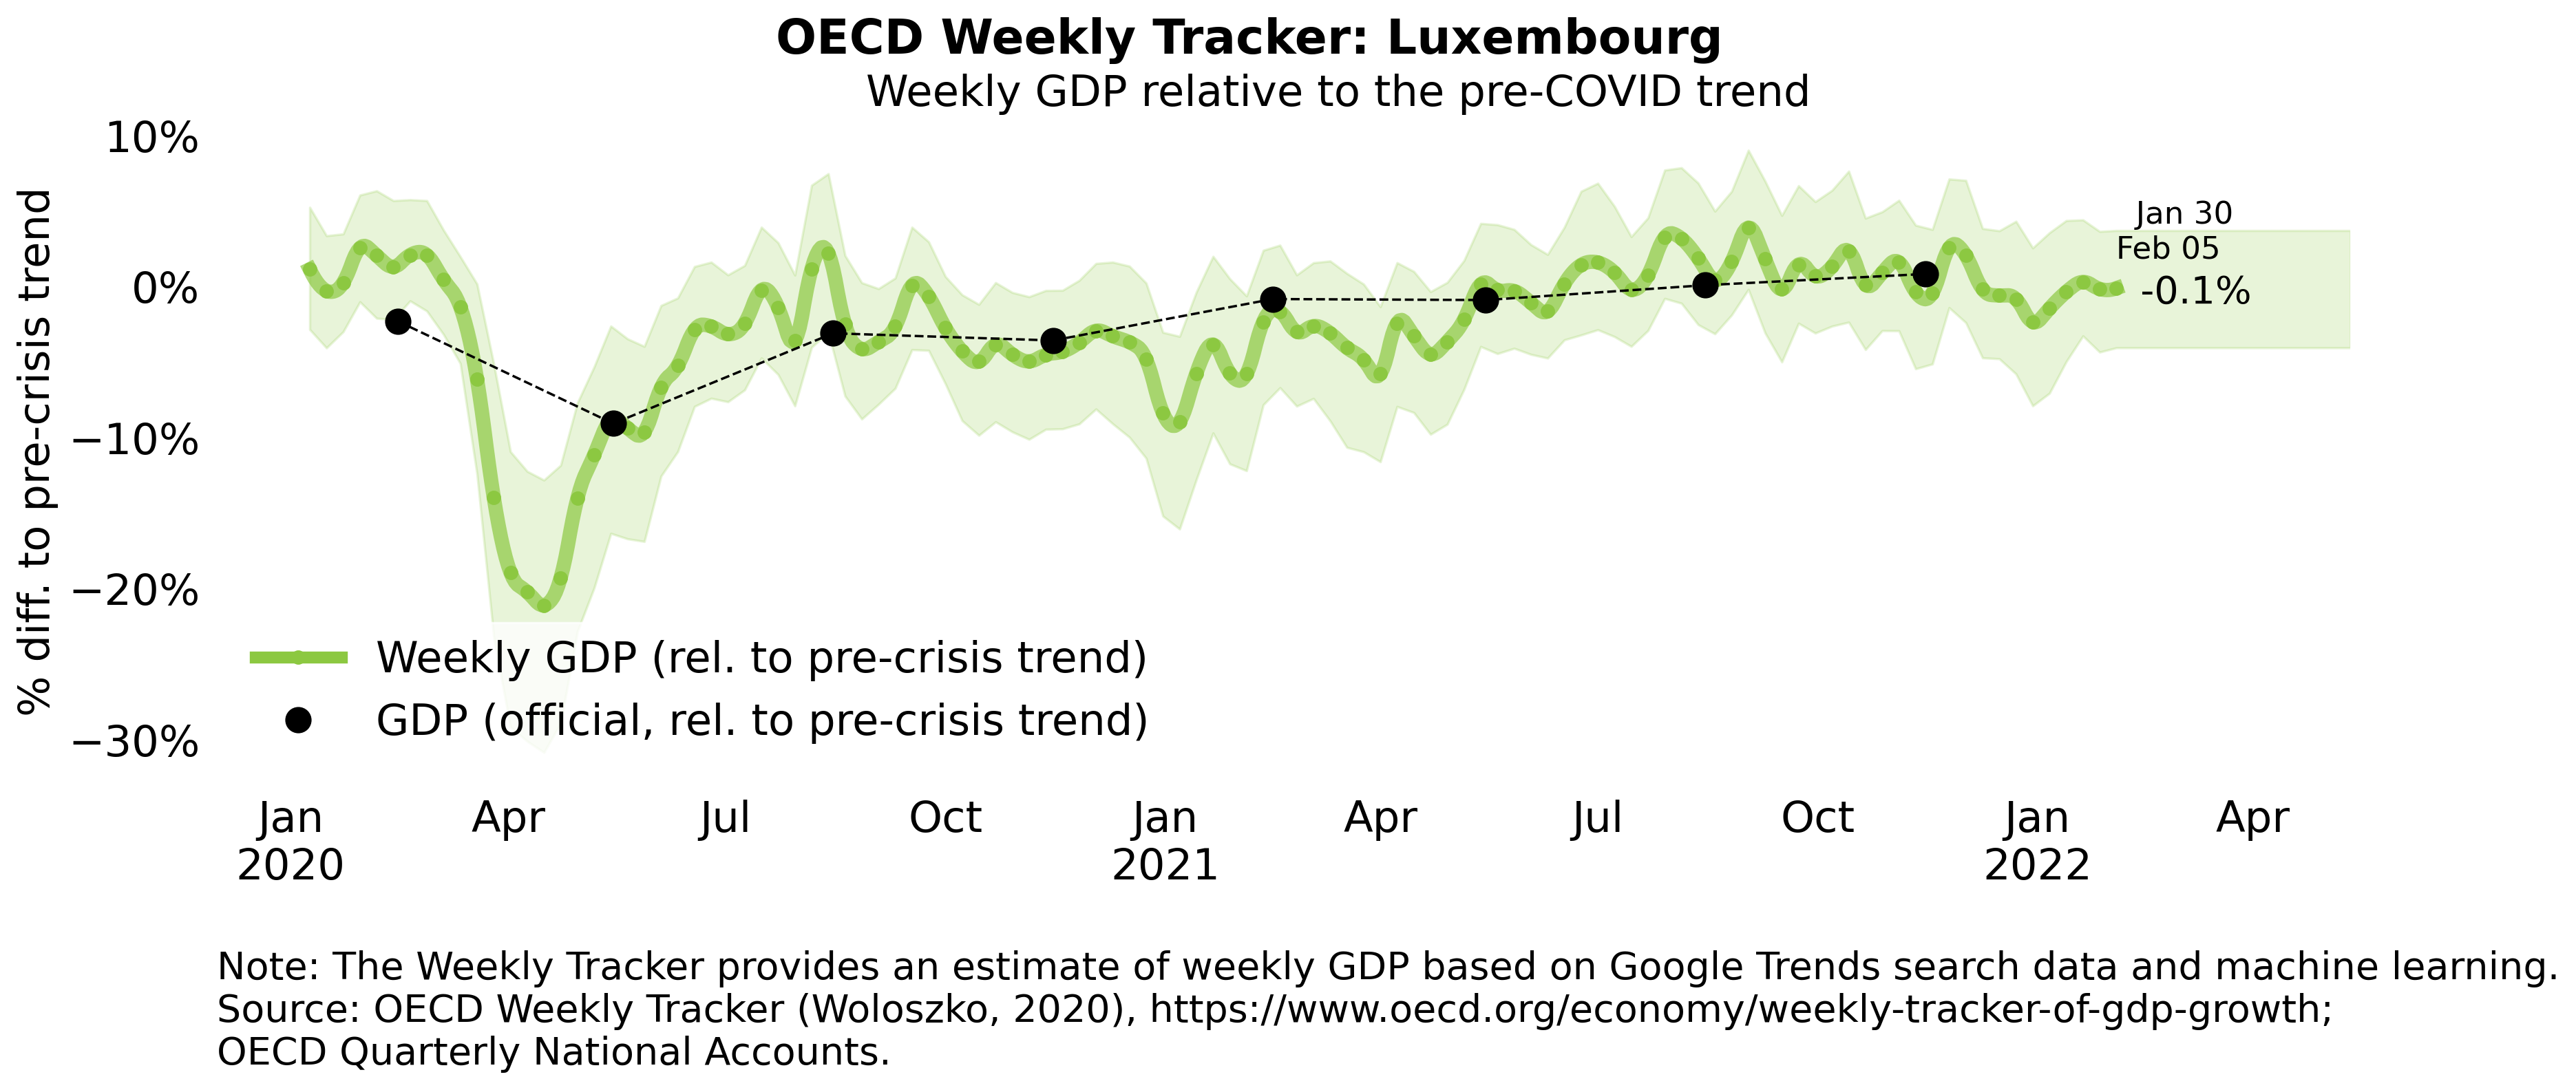 OECD Weekly Tracker: Luxembourg
Weekly GDP relative to the pre-COVID trend
% diff. to pre-crisis trend
10%
0%
−10%
−20%
−30%
Jan 30
Feb 05
-0.1%
Weekly GDP (rel. to pre-crisis trend)
GDP (official, rel. to pre-crisis trend)
Jan Apr Jul Oct Jan Apr Jul Oct Jan Apr
2020 2021 2022
Note: The Weekly Tracker provides an estimate of weekly GDP based on Google Trends search data and machine learning.
Source: OECD Weekly Tracker (Woloszko, 2020), https://www.oecd.org/economy/weekly-tracker-of-gdp-growth;
OECD Quarterly National Accounts.